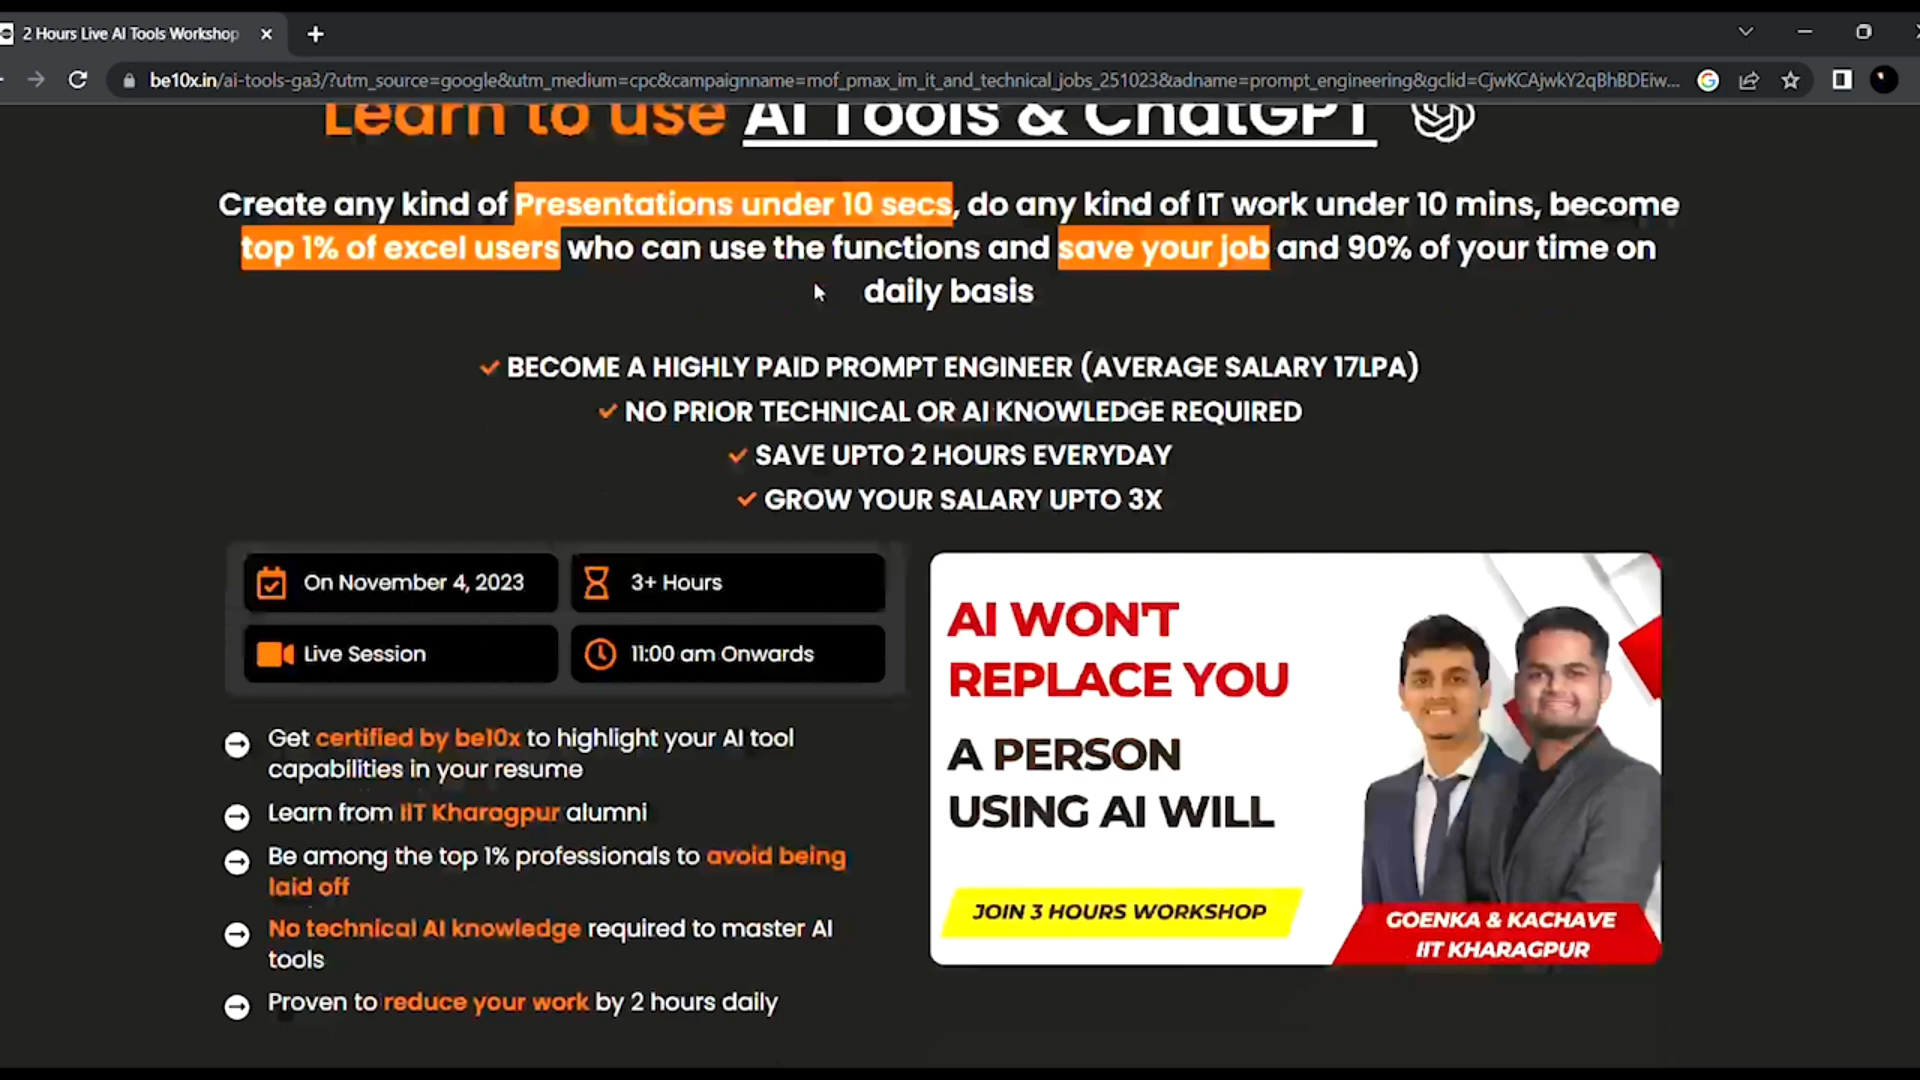 2 Hours Live AI Tools Workshop
be10x.in/ai-tools-ga3/?utm_source=google&utm_medium=cpc&campaignname=mof_pmax_im_it_and_technical_jobs_251023&adname=prompt_engineering&gclid=CjwKCAjwkY2qBhBDEiw...
Learn to use AI Tools & ChatGPT
Create any kind of Presentations under 10 secs, do any kind of IT work under 10 mins, become
top 1% of excel users who can use the functions and save your job and 90% of your time on
daily basis
BECOME A HIGHLY PAID PROMPT ENGINEER (AVERAGE SALARY 17LPA)
NO PRIOR TECHNICAL OR AI KNOWLEDGE REQUIRED
SAVE UPTO 2 HOURS EVERYDAY
GROW YOUR SALARY UPTO 3X
On November 4, 2023
3+ Hours
Live Session
11:00 am Onwards
Get certified by be10x to highlight your AI tool
capabilities in your resume
Learn from IIT Kharagpur alumni
Be among the top 1% professionals to avoid being
laid off
No technical AI knowledge required to master AI
tools
Proven to reduce your work by 2 hours daily
AI WON'T
REPLACE YOU
A PERSON
USING AI WILL
JOIN 3 HOURS WORKSHOP
GOENKA & KACHAVE
IIT KHARAGPUR